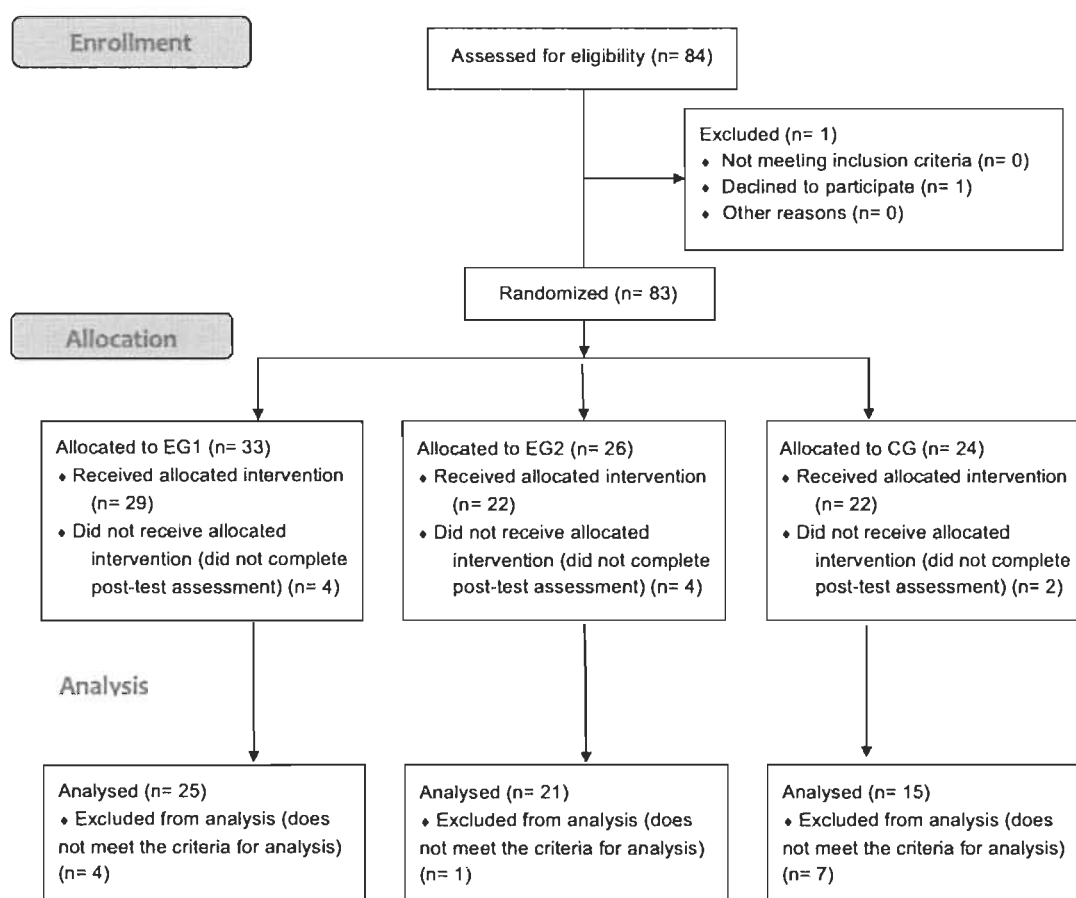 Enrollment
Assessed for eligibility (n= 84)
Excluded (n= 1)
♦ Not meeting inclusion criteria (n= 0)
♦ Declined to participate (n= 1)
♦ Other reasons (n= 0)
Randomized (n= 83)
Allocation
Allocated to EG1 (n= 33)
♦ Received allocated intervention
(n= 29)
♦ Did not receive allocated
intervention (did not complete
post-test assessment) (n= 4)
Allocated to EG2 (n= 26)
♦ Received allocated intervention
(n= 22)
♦ Did not receive allocated
intervention (did not complete
post-test assessment) (n= 4)
Allocated to CG (n= 24)
♦ Received allocated intervention
(n= 22)
♦ Did not receive allocated
intervention (did not complete
post-test assessment) (n= 2)
Analysis
Analysed (n= 25)
♦ Excluded from analysis (does
not meet the criteria for analysis)
(n= 4)
Analysed (n= 21)
♦ Excluded from analysis (does
not meet the criteria for analysis)
(n= 1)
Analysed (n= 15)
♦ Excluded from analysis (does
not meet the criteria for analysis)
(n= 7)